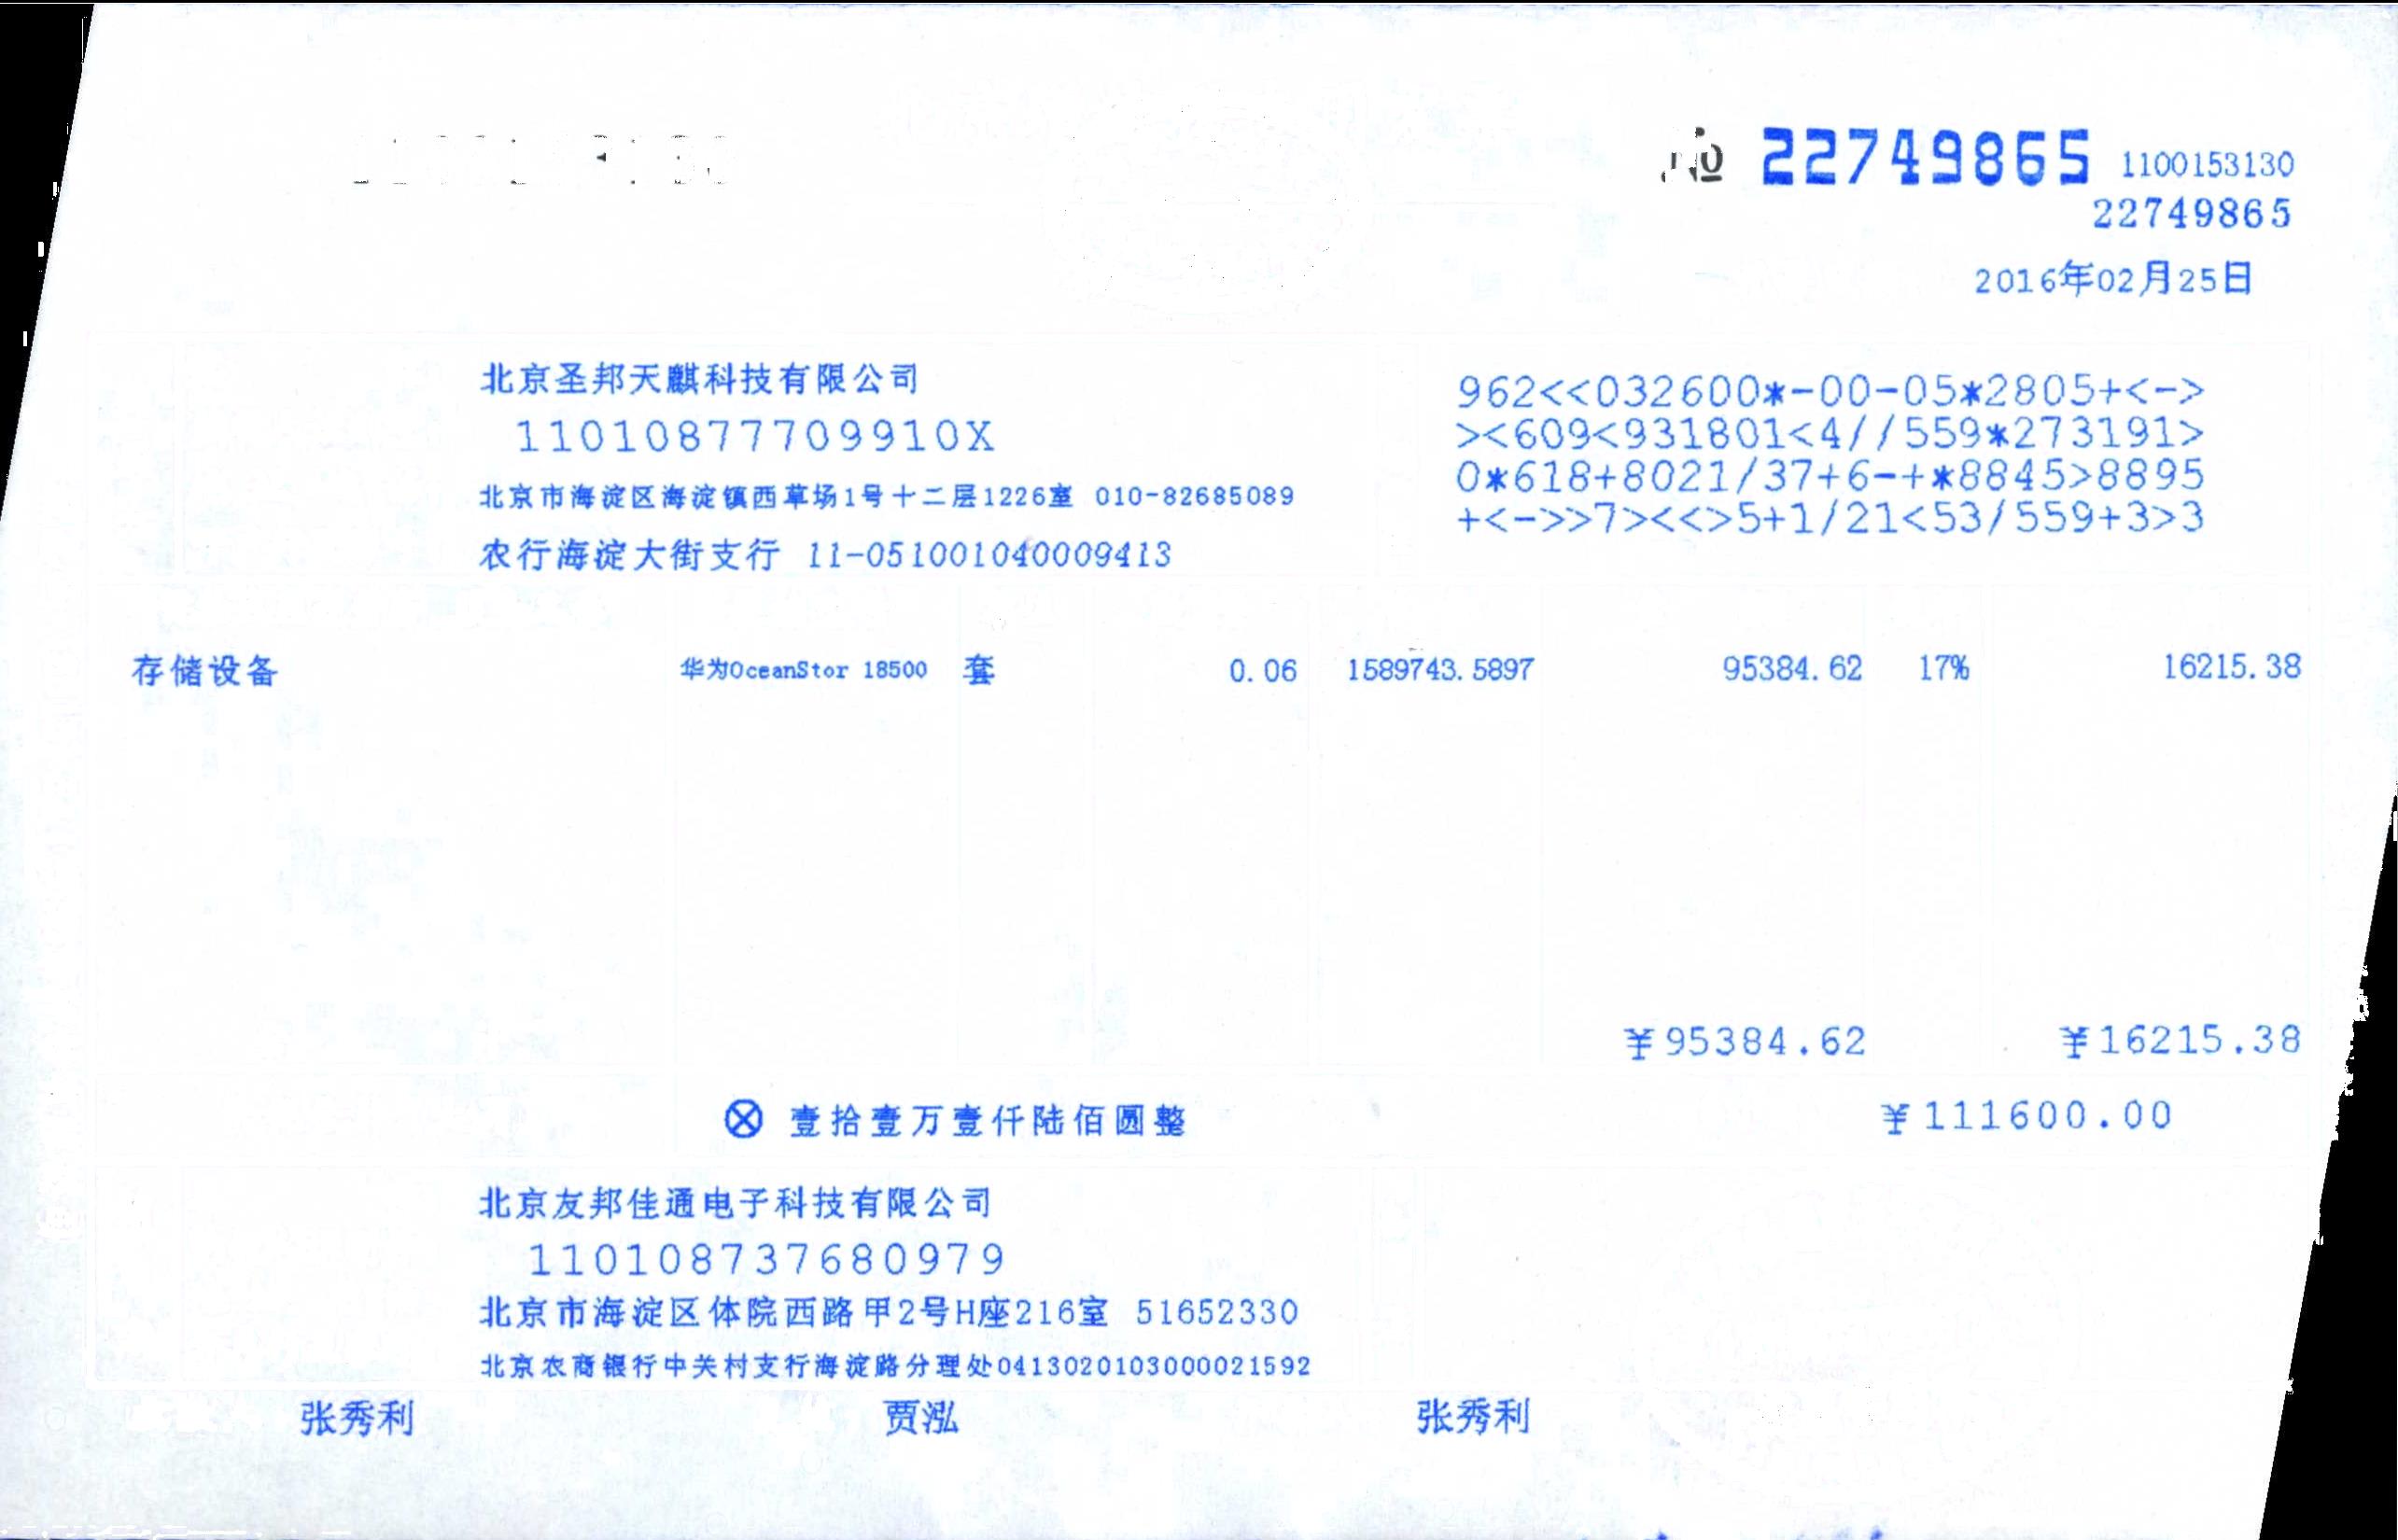 № 22749865 1100153130
22749865
2016年02月25日
北京圣邦天麒科技有限公司
11010877709910X
北京市海淀区海淀镇西草场1号十二层1226室 010-82685089
农行海淀大街支行 11-051001040009413
962<<032600*-00-05*2805+<->
><609<931801<4//559*273191>
0*618+8021/37+6-+*8845>8895
+<->>7><<>5+1/21<53/559+3>3
存储设备 华为OceanStor 18500 套 0.06 1589743.5897 95384.62 17% 16215.38
¥95384.62 ¥16215.38
ⓧ 壹拾壹万壹仟陆佰圆整 ¥111600.00
北京友邦佳通电子科技有限公司
110108737680979
北京市海淀区体院西路甲2号H座216室 51652330
北京农商银行中关村支行海淀路分理处0413020103000021592
张秀利 贾泓 张秀利